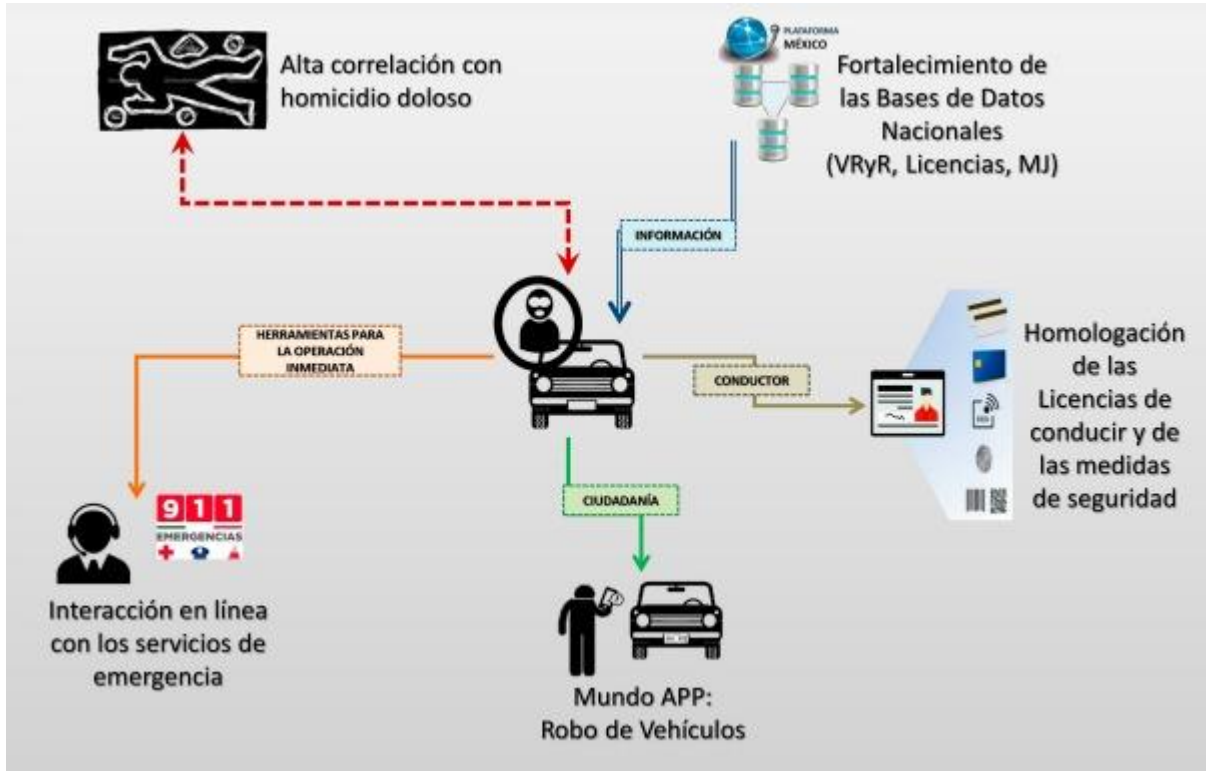 Alta correlación con
homicidio doloso
PLATAFORMA
MÉXICO
Fortalecimiento de
las Bases de Datos
Nacionales
(VRyR, Licencias, MJ)
INFORMACIÓN
HERRAMIENTAS PARA
LA OPERACIÓN
INMEDIATA
CONDUCTOR
Homologación
de las
Licencias de
conducir y de
las medidas
de seguridad
CIUDADANÍA
911
EMERGENCIAS
Interacción en línea
con los servicios de
emergencia
Mundo APP:
Robo de Vehículos